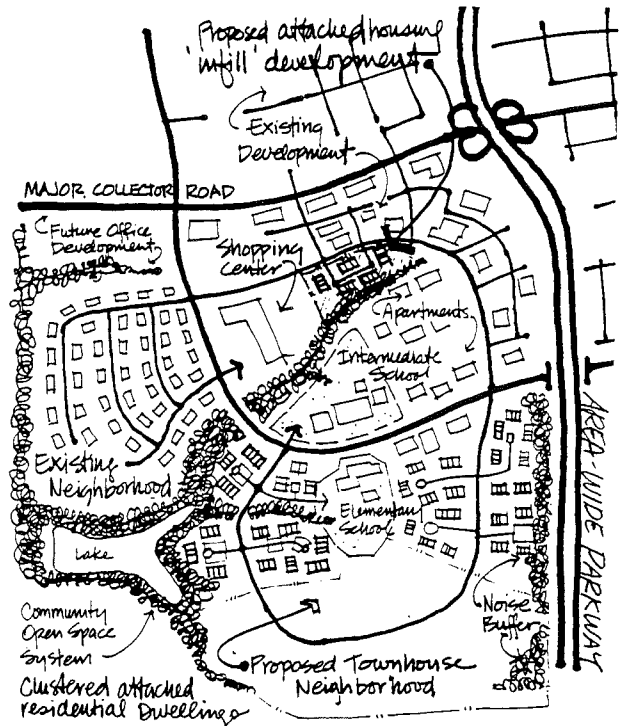 Proposed attached housing
'infill' development
Existing
Development
MAJOR COLLECTOR ROAD
Future Office
Development
Shopping
Center
Apartments
Intermediate
School
Existing
Neighborhood
Elementary
School
AREA-WIDE PARKWAY
Lake
Community
Open Space
System
Noise
Buffer
Proposed Townhouse
Neighborhood
Clustered attached
residential Dwellings